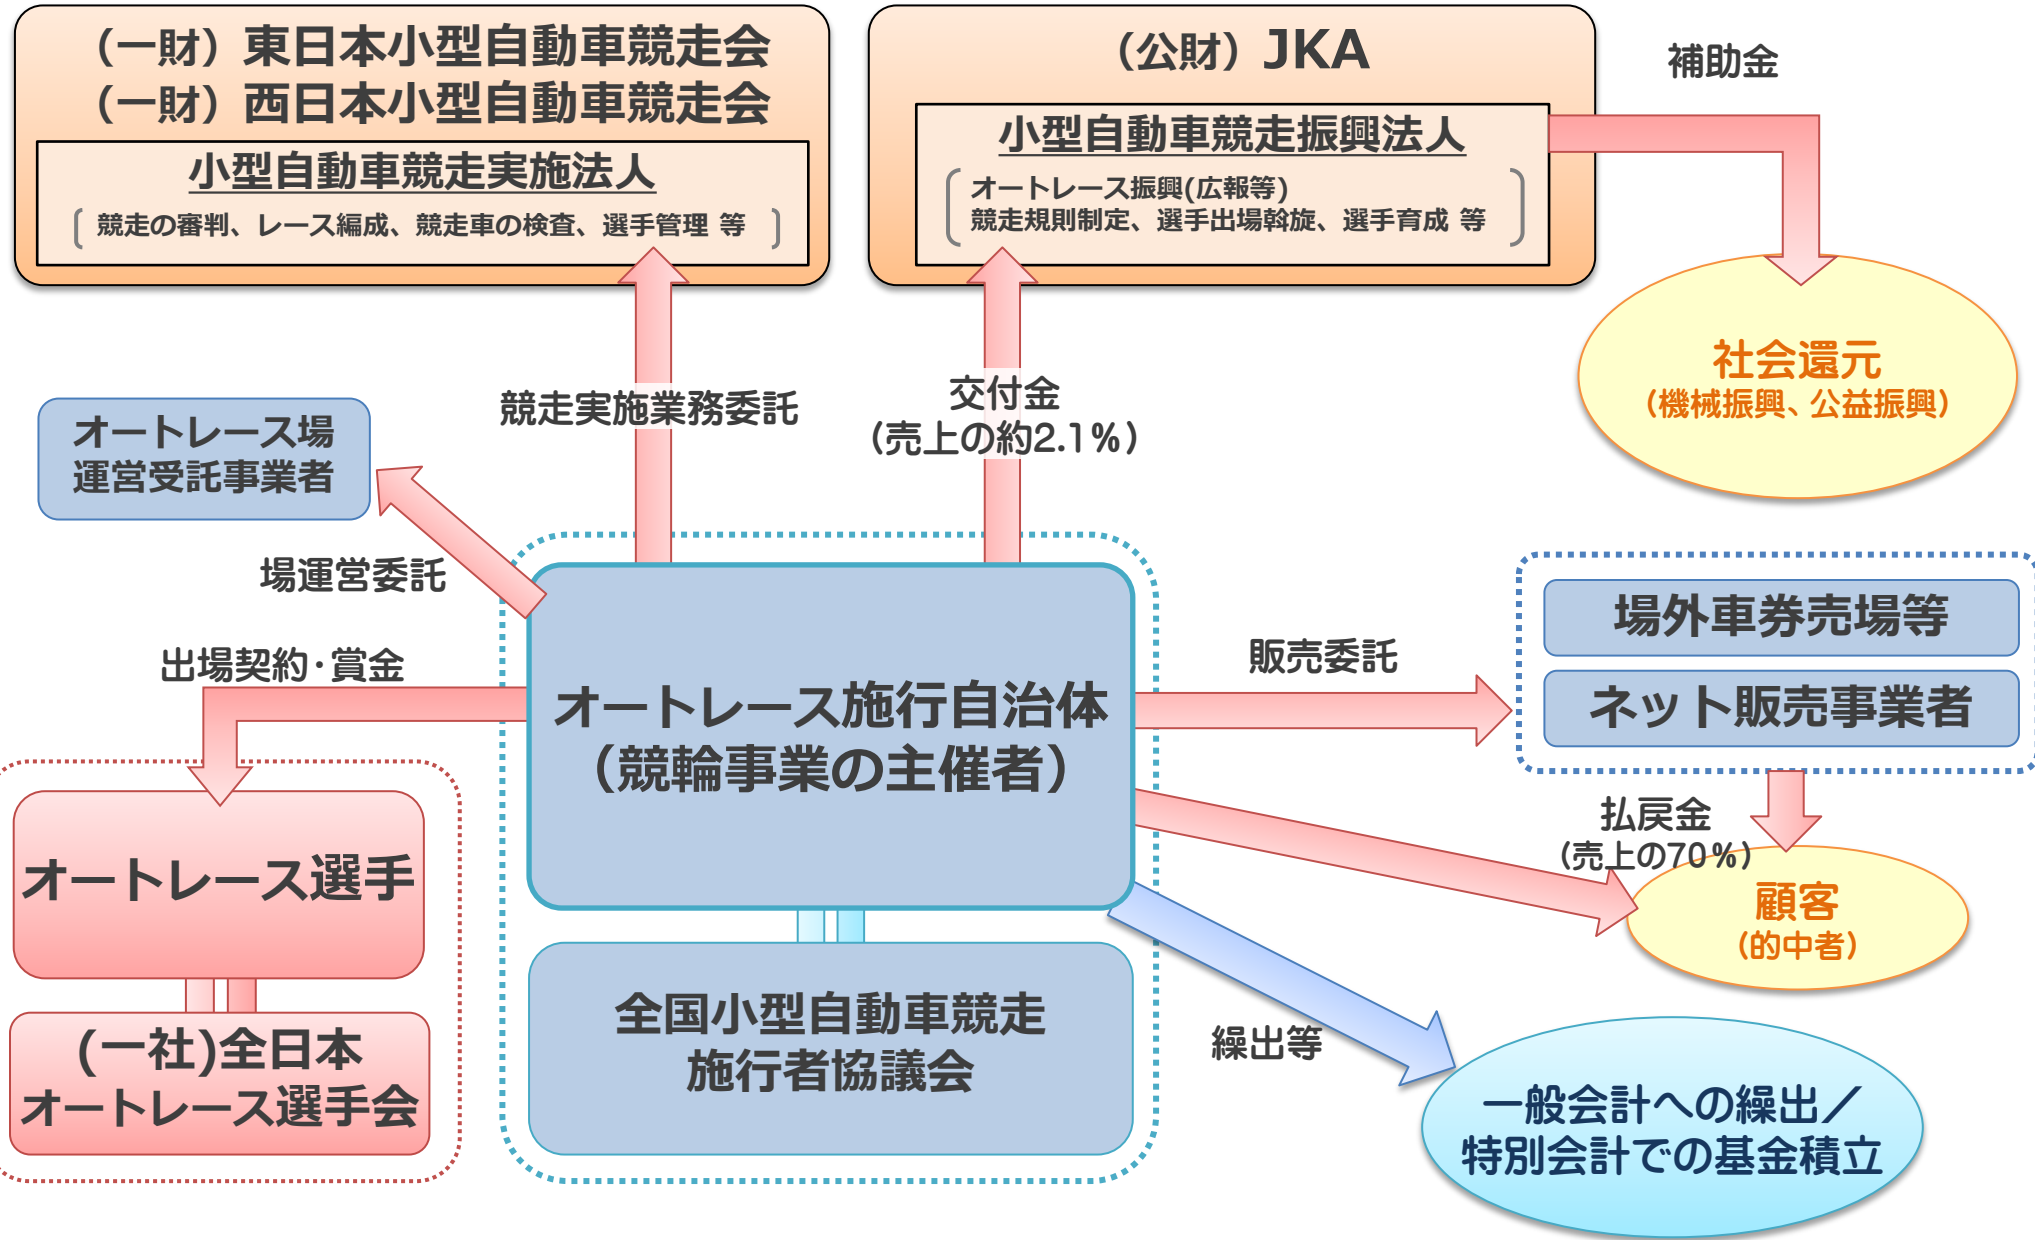 （一財）東日本小型自動車競走会
（一財）西日本小型自動車競走会
小型自動車競走実施法人
競走の審判、レース編成、競走車の検査、選手管理 等
（公財）JKA
小型自動車競走振興法人
オートレース振興(広報等)
競走規則制定、選手出場斡旋、選手育成 等
補助金
社会還元
（機械振興、公益振興）
競走実施業務委託
交付金
（売上の約2.1％）
オートレース場
運営受託事業者
場運営委託
出場契約・賞金
オートレース施行自治体
（競輪事業の主催者）
販売委託
場外車券売場等
ネット販売事業者
払戻金
（売上の70％）
顧客
（的中者）
オートレース選手
(一社)全日本
オートレース選手会
全国小型自動車競走
施行者協議会
繰出等
一般会計への繰出／
特別会計での基金積立